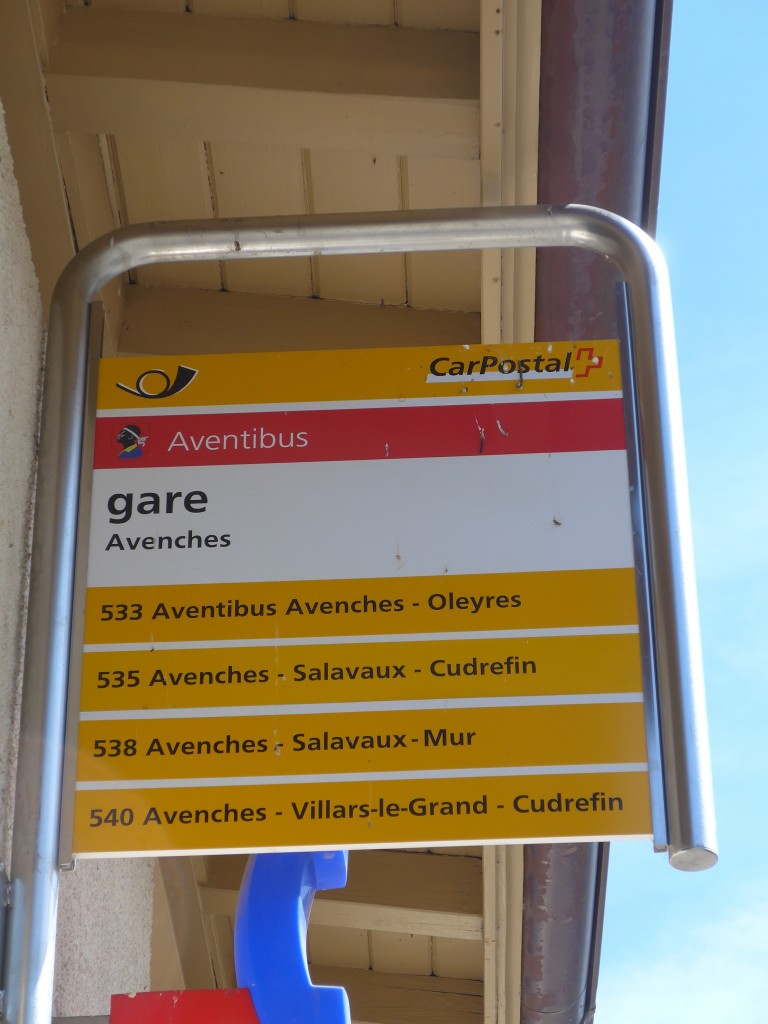 CarPostal
Aventibus
gare
Avenches
533 Aventibus Avenches - Oleyres
535 Avenches - Salavaux - Cudrefin
538 Avenches - Salavaux - Mur
540 Avenches - Villars-le-Grand - Cudrefin